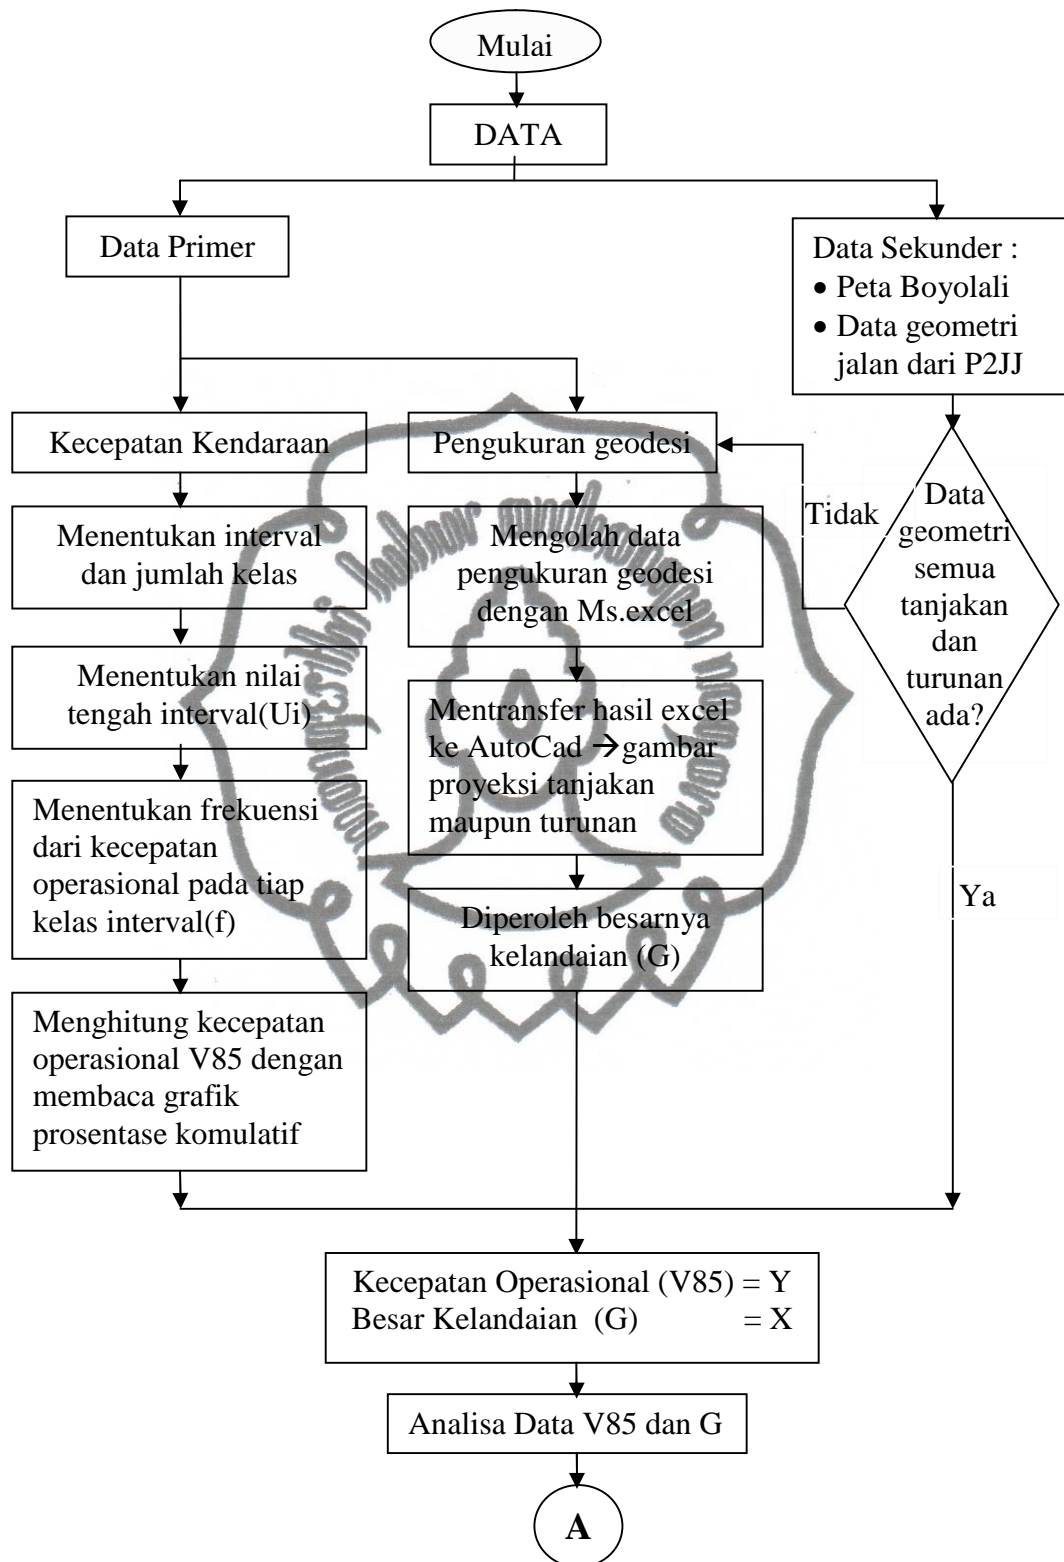 Mulai
DATA
Data Primer
Data Sekunder :
• Peta Boyolali
• Data geometri
jalan dari P2JJ
Kecepatan Kendaraan
Pengukuran geodesi
Tidak
Data
geometri
semua
tanjakan
dan
turunan
ada?
Menentukan interval
dan jumlah kelas
Mengolah data
pengukuran geodesi
dengan Ms.excel
Menentukan nilai
tengah interval(Ui)
Mentransfer hasil excel
ke AutoCad →gambar
proyeksi tanjakan
maupun turunan
Menentukan frekuensi
dari kecepatan
operasional pada tiap
kelas interval(f)
Diperoleh besarnya
kelandaian (G)
Ya
Menghitung kecepatan
operasional V85 dengan
membaca grafik
prosentase komulatif
Kecepatan Operasional (V85) = Y
Besar Kelandaian (G) = X
Analisa Data V85 dan G
A